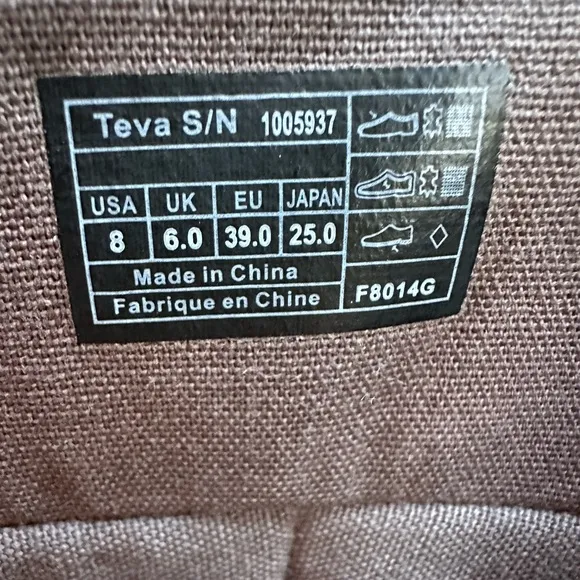 Teva S/N 1005937
USA UK EU JAPAN
8 6.0 39.0 25.0
Made in China
Fabrique en Chine
F8014G